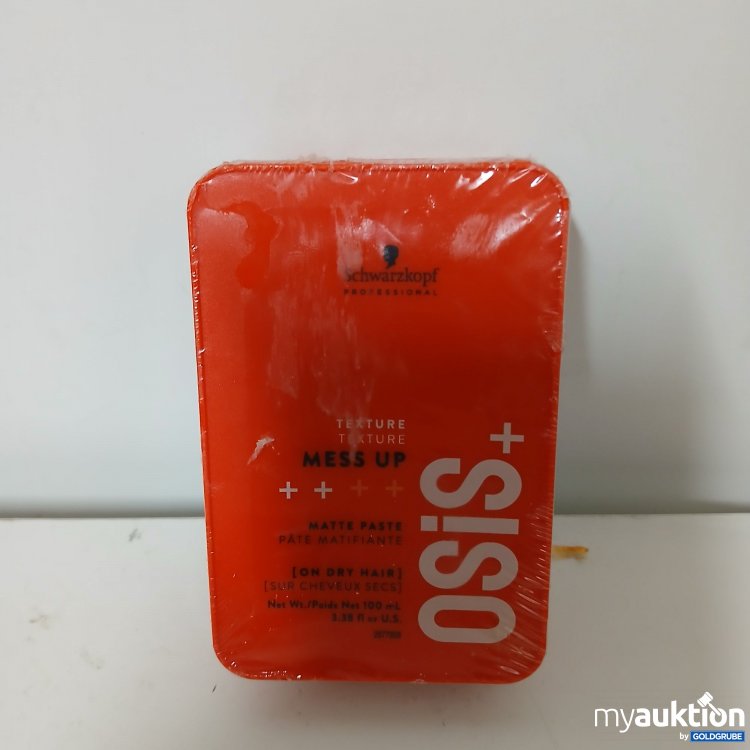 Schwarzkopf
PROFESSIONAL
TEXTURE
TEXTURE
MESS UP
++++
MATTE PASTE
PÂTE MATIFIANTE
[ON DRY HAIR]
[SUR CHEVEUX SECS]
Net Wt./Poids Net 100 mL
3.38 fl oz U.S.
OSiS+
myauktion
by GOLDGRUBE